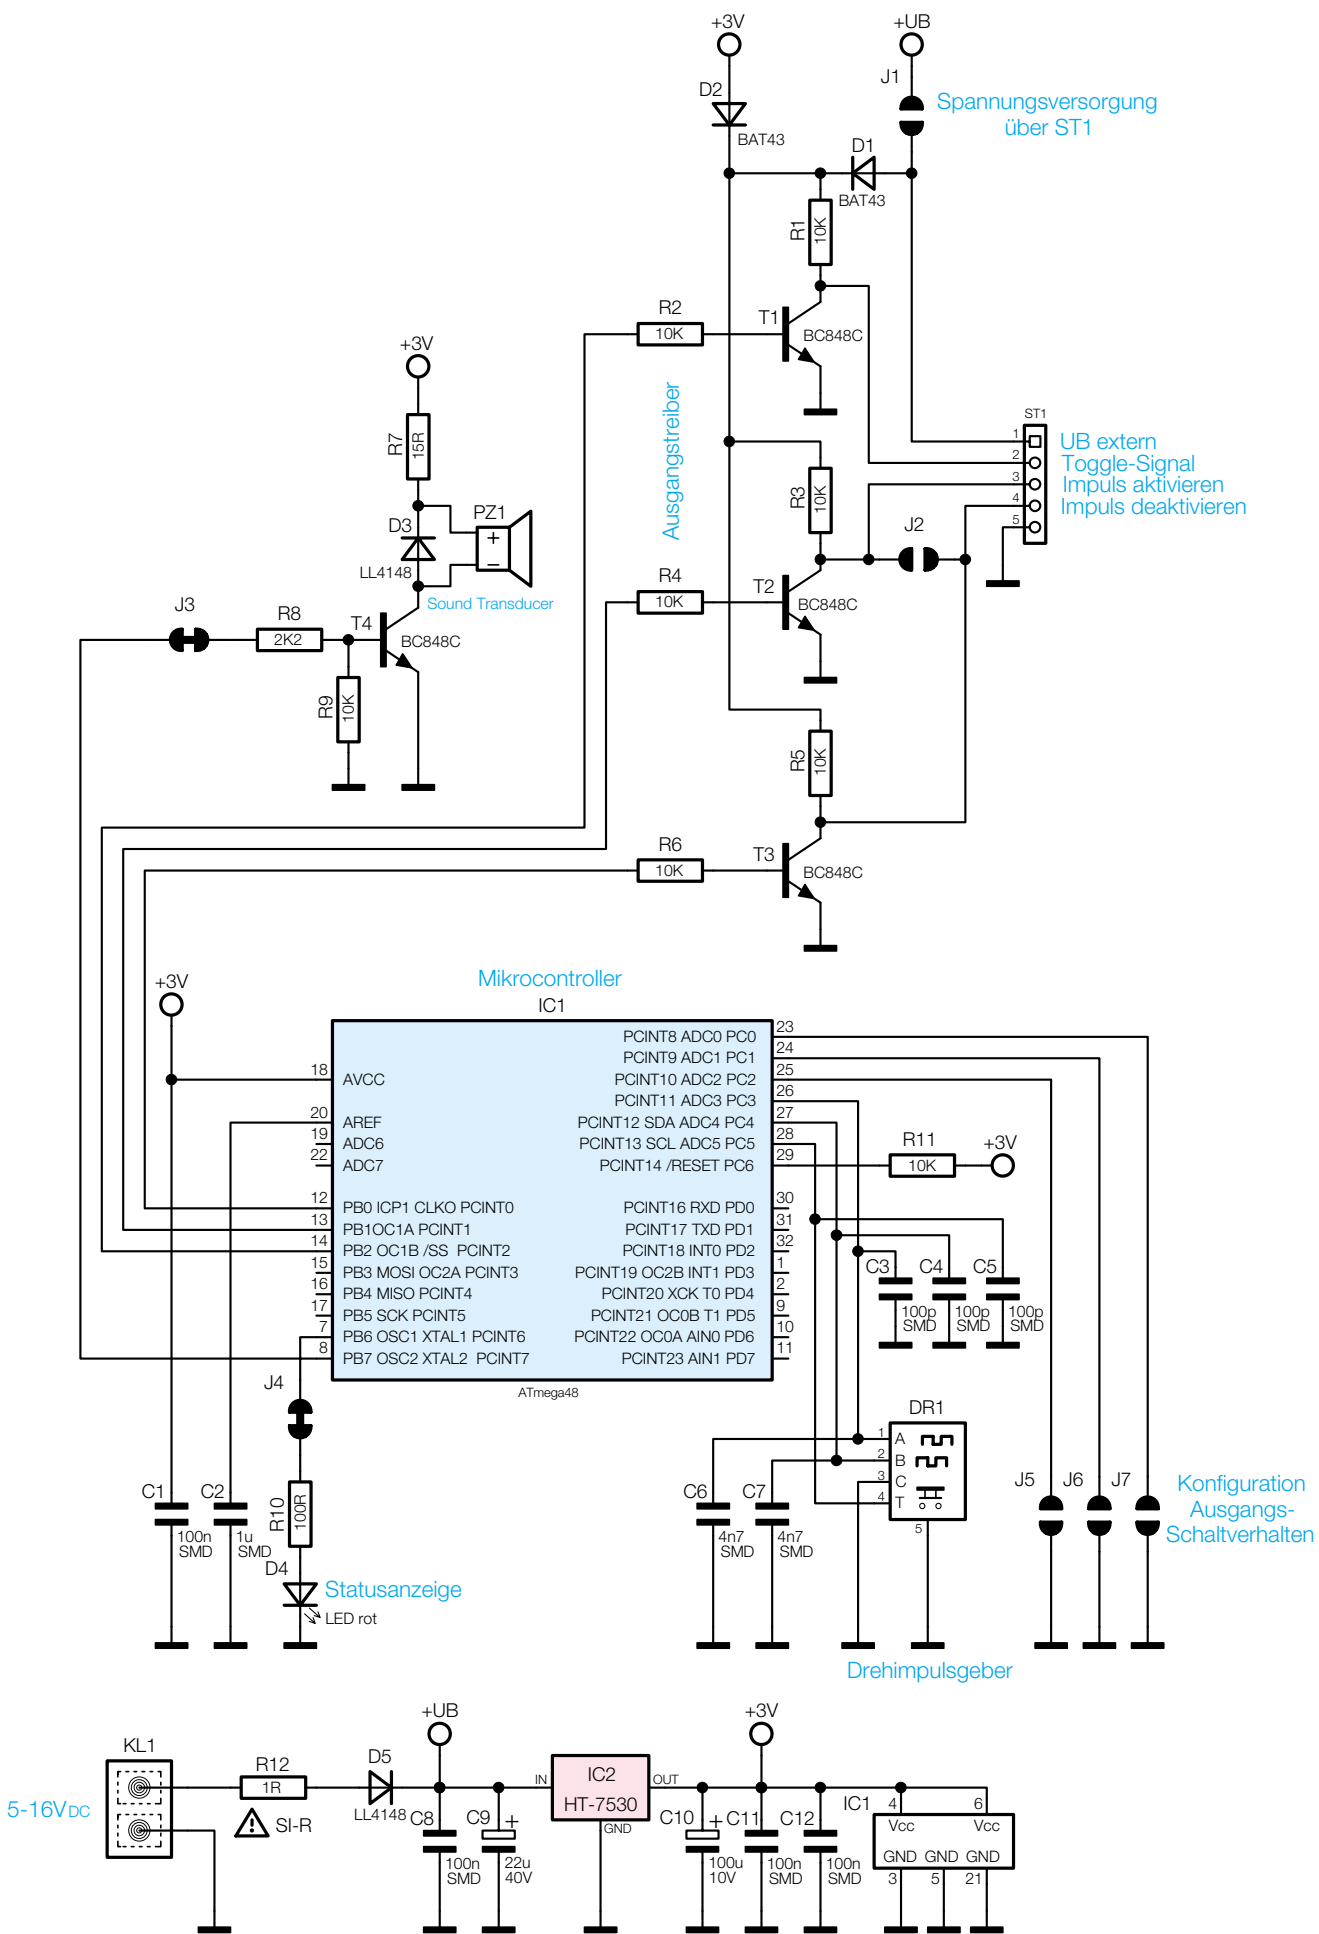 +3V
+UB
J1
D2
Spannungsversorgung
über ST1
BAT43
D1
BAT43
R1
10K
R2
10K
T1
BC848C
+3V
Ausgangstreiber
ST1
R7
15R
1
UB extern
2
Toggle-Signal
3
Impuls aktivieren
4
Impuls deaktivieren
5
R3
10K
PZ1
+
–
D3
LL4148
J2
Sound Transducer
R4
10K
T2
BC848C
J3
R8
2K2
T4
BC848C
R9
10K
R5
10K
R6
10K
T3
BC848C
Mikrocontroller
IC1
+3V
18
AVCC
20
AREF
19
ADC6
22
ADC7
12
PB0 ICP1 CLKO PCINT0
13
PB1OC1A PCINT1
14
PB2 OC1B /SS PCINT2
15
PB3 MOSI OC2A PCINT3
16
PB4 MISO PCINT4
17
PB5 SCK PCINT5
7
PB6 OSC1 XTAL1 PCINT6
8
PB7 OSC2 XTAL2 PCINT7
PCINT8 ADC0 PC0
23
PCINT9 ADC1 PC1
24
PCINT10 ADC2 PC2
25
PCINT11 ADC3 PC3
26
PCINT12 SDA ADC4 PC4
27
PCINT13 SCL ADC5 PC5
28
PCINT14 /RESET PC6
29
PCINT16 RXD PD0
30
PCINT17 TXD PD1
31
PCINT18 INT0 PD2
32
PCINT19 OC2B INT1 PD3
1
PCINT20 XCK T0 PD4
2
PCINT21 OC0B T1 PD5
9
PCINT22 OC0A AIN0 PD6
10
PCINT23 AIN1 PD7
11
ATmega48
R11
10K
+3V
C3
100p
SMD
C4
100p
SMD
C5
100p
SMD
J4
DR1
1
A
2
B
3
C
4
T
5
C1
100n
SMD
C2
1u
SMD
R10
100R
D4
Statusanzeige
LED rot
C6
4n7
SMD
C7
4n7
SMD
J5
J6
J7
Konfiguration
Ausgangs-
Schaltverhalten
Drehimpulsgeber
+UB
+3V
KL1
5-16VDC
R12
1R
SI-R
D5
LL4148
C8
100n
SMD
C9
+
22u
40V
IN
IC2
HT-7530
OUT
GND
C10
+
100u
10V
C11
100n
SMD
C12
100n
SMD
IC1
4
6
Vcc
Vcc
GND GND GND
3
5
21